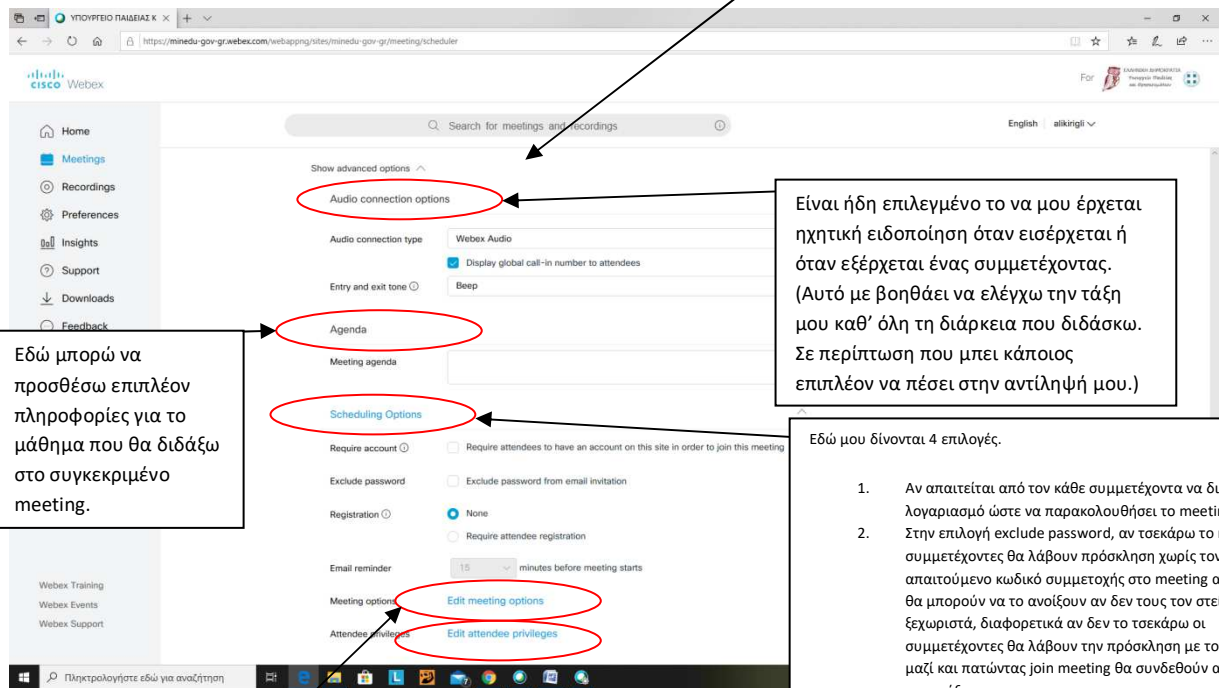 ΥΠΟΥΡΓΕΙΟ ΠΑΙΔΕΙΑΣ Κ
https://minedu-gov-gr.webex.com/webappng/sites/minedu-gov-gr/meeting/scheduler
CISCO Webex
For
ΕΛΛΗΝΙΚΗ ΔΗΜΟΚΡΑΤΙΑ
Υπουργείο Παιδείας
και Θρησκευμάτων
Home
Meetings
Recordings
Preferences
Insights
Support
Downloads
Feedback
Webex Training
Webex Events
Webex Support
Search for meetings and recordings
English alikirigli
Show advanced options
Audio connection options
Audio connection type Webex Audio
Display global call-in number to attendees
Entry and exit tone Beep
Agenda
Meeting agenda
Scheduling Options
Require account Require attendees to have an account on this site in order to join this meeting
Exclude password Exclude password from email invitation
Registration None
Require attendee registration
Email reminder 15 minutes before meeting starts
Meeting options Edit meeting options
Attendee privileges Edit attendee privileges
Είναι ήδη επιλεγμένο το να μου έρχεται
ηχητική ειδοποίηση όταν εισέρχεται ή
όταν εξέρχεται ένας συμμετέχοντας.
(Αυτό με βοηθάει να ελέγχω την τάξη
μου καθ’ όλη τη διάρκεια που διδάσκω.
Σε περίπτωση που μπει κάποιος
επιπλέον να πέσει στην αντίληψή μου.)
Εδώ μπορώ να
προσθέσω επιπλέον
πληροφορίες για το
μάθημα που θα διδάξω
στο συγκεκριμένο
meeting.
Εδώ μου δίνονται 4 επιλογές.
1. Αν απαιτείται από τον κάθε συμμετέχοντα να
λογαριασμό ώστε να παρακολουθήσει το
2. Στην επιλογή exclude password, αν τσεκάρω το
συμμετέχοντες θα λάβουν πρόσκληση χωρίς τον
απαιτούμενο κωδικό συμμετοχής στο meeting
θα μπορούν να το ανοίξουν αν δεν τους τον
ξεχωριστά, διαφορετικά αν δεν το τσεκάρω οι
συμμετέχοντες θα λάβουν την πρόσκληση με
μαζί και πατώντας join meeting θα συνδεθούν
Πληκτρολογήστε εδώ για αναζήτηση